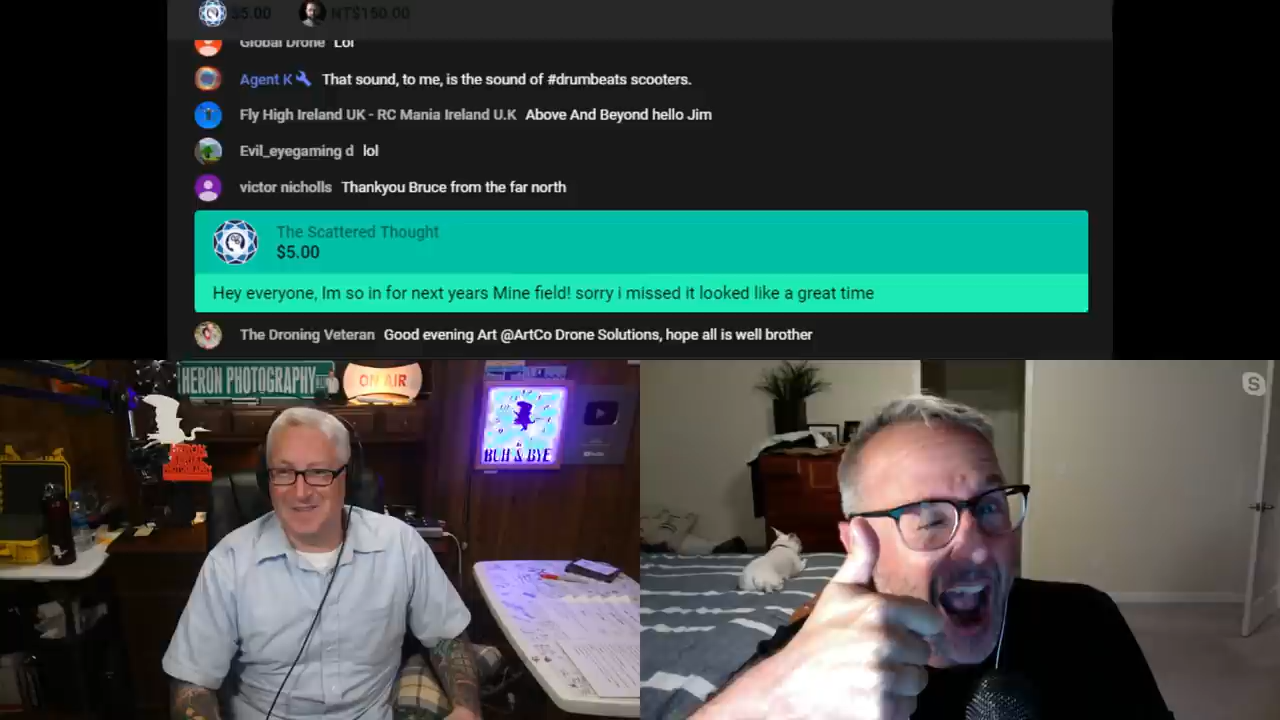 $5.00 NT$150.00
Global Drone Lol
Agent K That sound, to me, is the sound of #drumbeats scooters.
Fly High Ireland UK - RC Mania Ireland U.K Above And Beyond hello Jim
Evil_eyegaming d lol
victor nicholls Thankyou Bruce from the far north
The Scattered Thought
$5.00
Hey everyone, Im so in for next years Mine field! sorry i missed it looked like a great time
The Droning Veteran Good evening Art @ArtCo Drone Solutions, hope all is well brother
HERON PHOTOGRAPHY
ON AIR
BUH & BYE
S